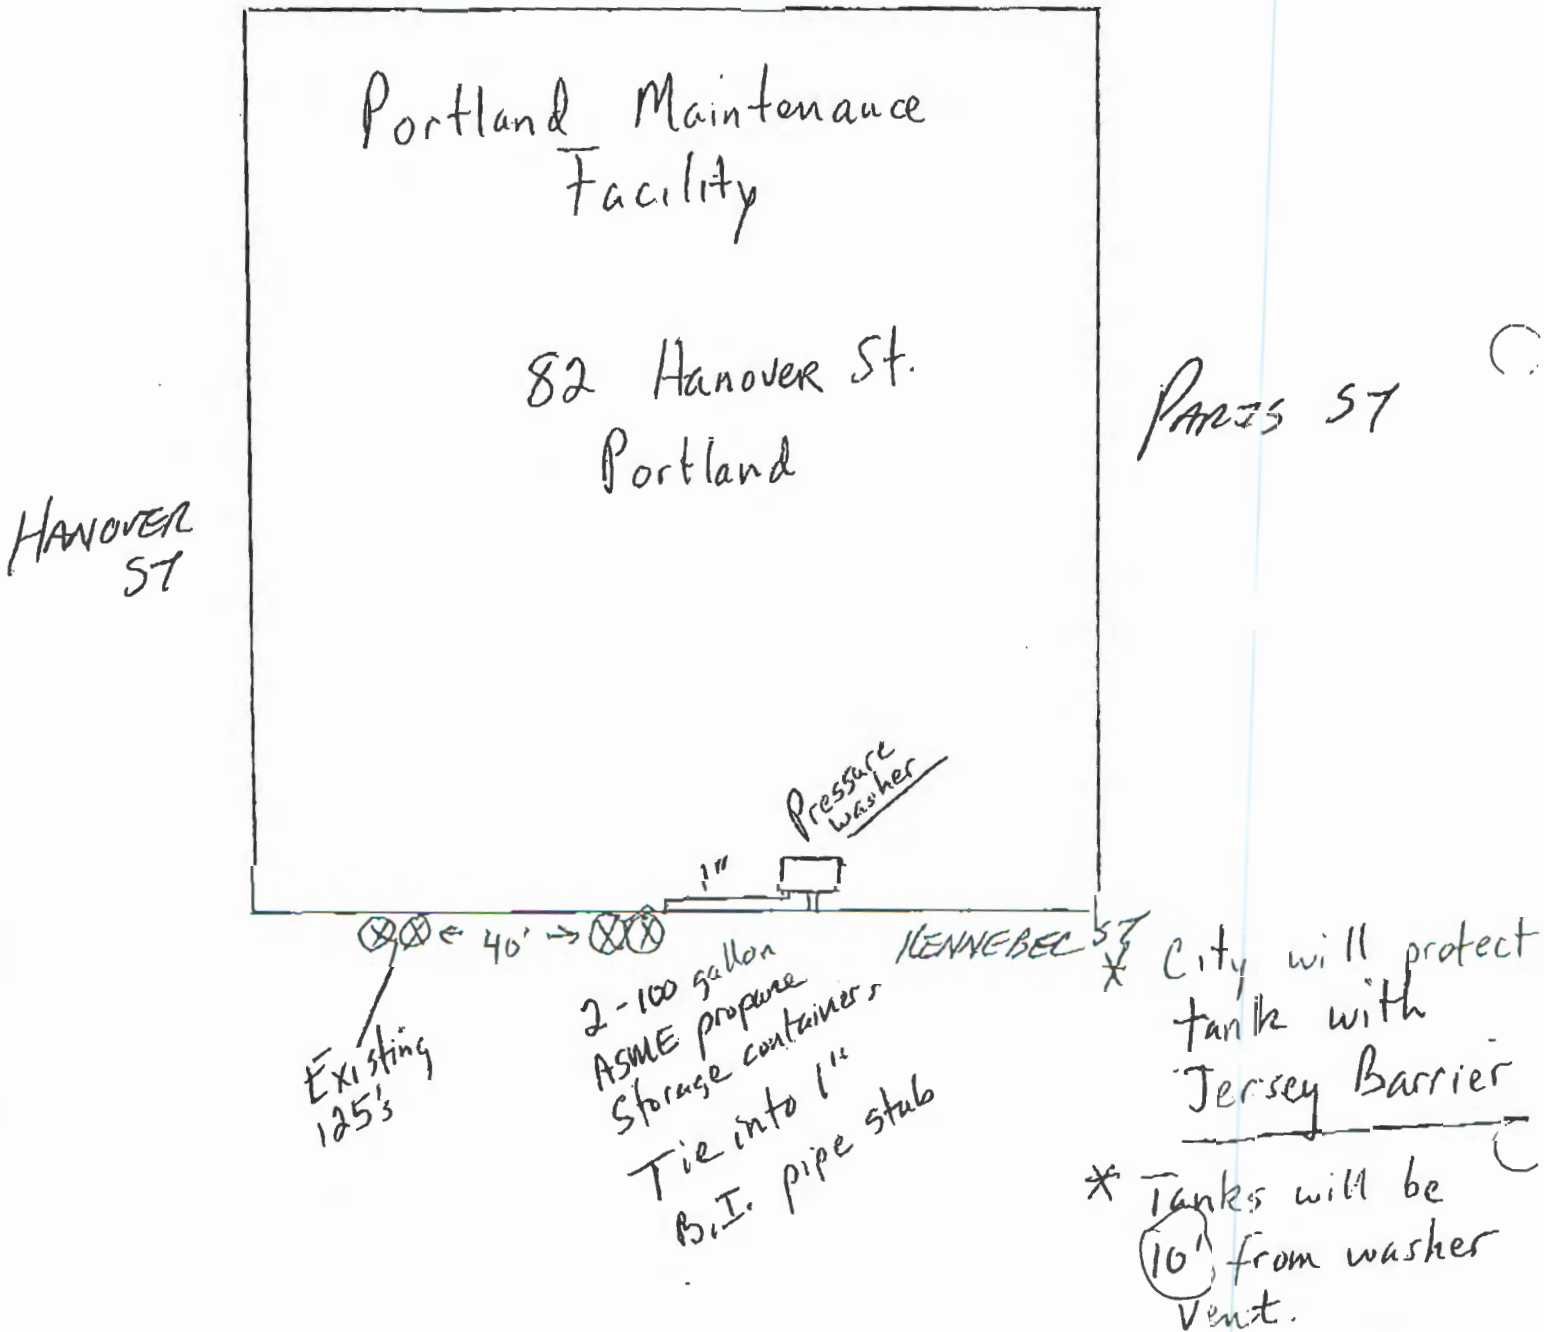 Portland Maintenance
Facility
82 Hanover St.
Portland
HANOVER
ST
PARIS ST
Pressure
washer
1"
← 40' →
KENNEBEC ST
Existing
125's
2-100 gallon
ASME propane
Storage containers
Tie into 1"
B.I. pipe stub
* City will protect
tank with
Jersey Barrier
* Tanks will be
10' from washer
vent.